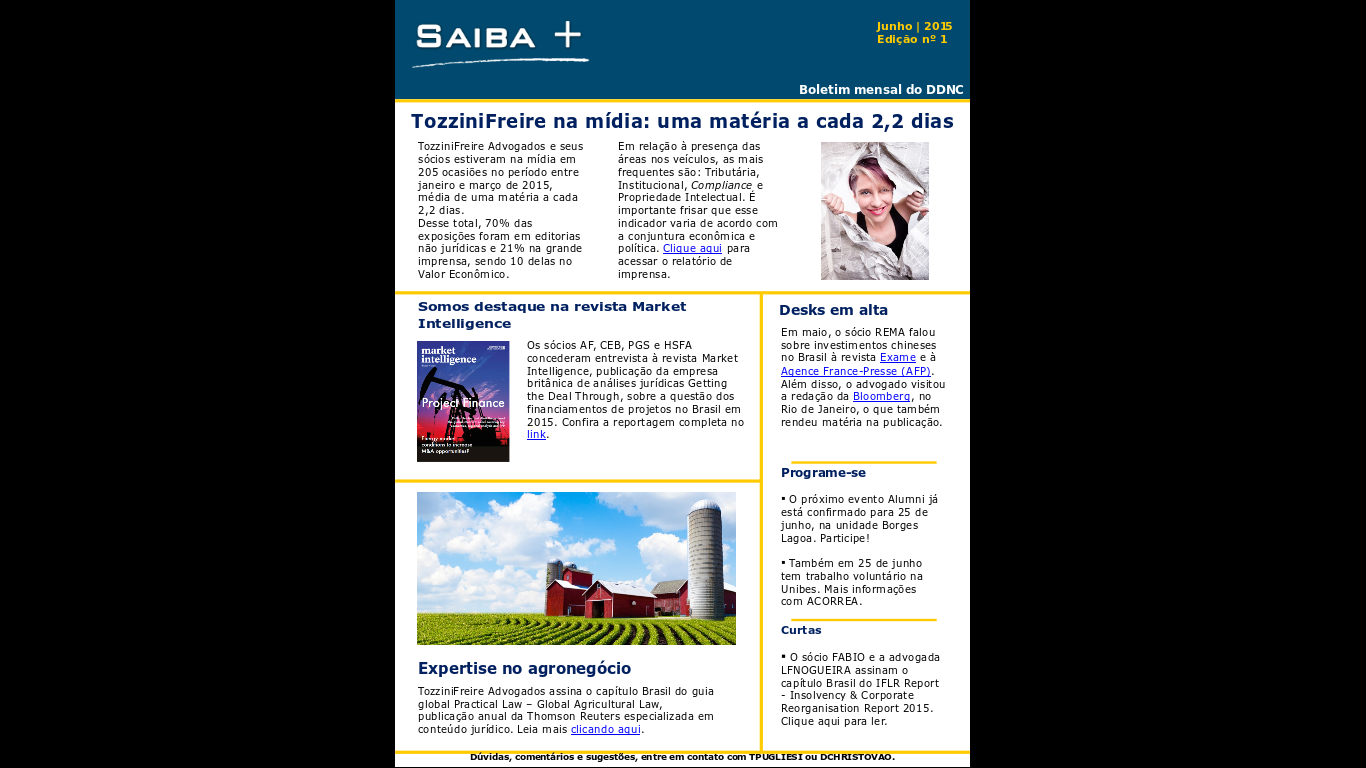 SAIBA +
Junho | 2015
Edição nº 1
Boletim mensal do DDNC
TozziniFreire na mídia: uma matéria a cada 2,2 dias
TozziniFreire Advogados e seus
sócios estiveram na mídia em
205 ocasiões no período entre
janeiro e março de 2015,
média de uma matéria a cada
2,2 dias.
Desse total, 70% das
exposições foram em editorias
não jurídicas e 21% na grande
imprensa, sendo 10 delas no
Valor Econômico.
Em relação à presença das
áreas nos veículos, as mais
frequentes são: Tributária,
Institucional, Compliance e
Propriedade Intelectual. É
importante frisar que esse
indicador varia de acordo com
a conjuntura econômica e
política. Clique aqui para
acessar o relatório de
imprensa.
Somos destaque na revista Market
Intelligence
market
intelligence
Project Finance
Energy market
conditions to increase
M&A opportunities?
Os sócios AF, CEB, PGS e HSFA
concederam entrevista à revista Market
Intelligence, publicação da empresa
britânica de análises jurídicas Getting
the Deal Through, sobre a questão dos
financiamentos de projetos no Brasil em
2015. Confira a reportagem completa no
link.
Expertise no agronegócio
TozziniFreire Advogados assina o capítulo Brasil do guia
global Practical Law – Global Agricultural Law,
publicação anual da Thomson Reuters especializada em
conteúdo jurídico. Leia mais clicando aqui.
Desks em alta
Em maio, o sócio REMA falou
sobre investimentos chineses
no Brasil à revista Exame e à
Agence France-Presse (AFP).
Além disso, o advogado visitou
a redação da Bloomberg, no
Rio de Janeiro, o que também
rendeu matéria na publicação.
Programe-se
▪ O próximo evento Alumni já
está confirmado para 25 de
junho, na unidade Borges
Lagoa. Participe!
▪ Também em 25 de junho
tem trabalho voluntário na
Unibes. Mais informações
com ACORREA.
Curtas
▪ O sócio FABIO e a advogada
LFNOGUEIRA assinam o
capítulo Brasil do IFLR Report
- Insolvency & Corporate
Reorganisation Report 2015.
Clique aqui para ler.
Dúvidas, comentários e sugestões, entre em contato com TPUGLIESI ou DCHRISTOVAO.